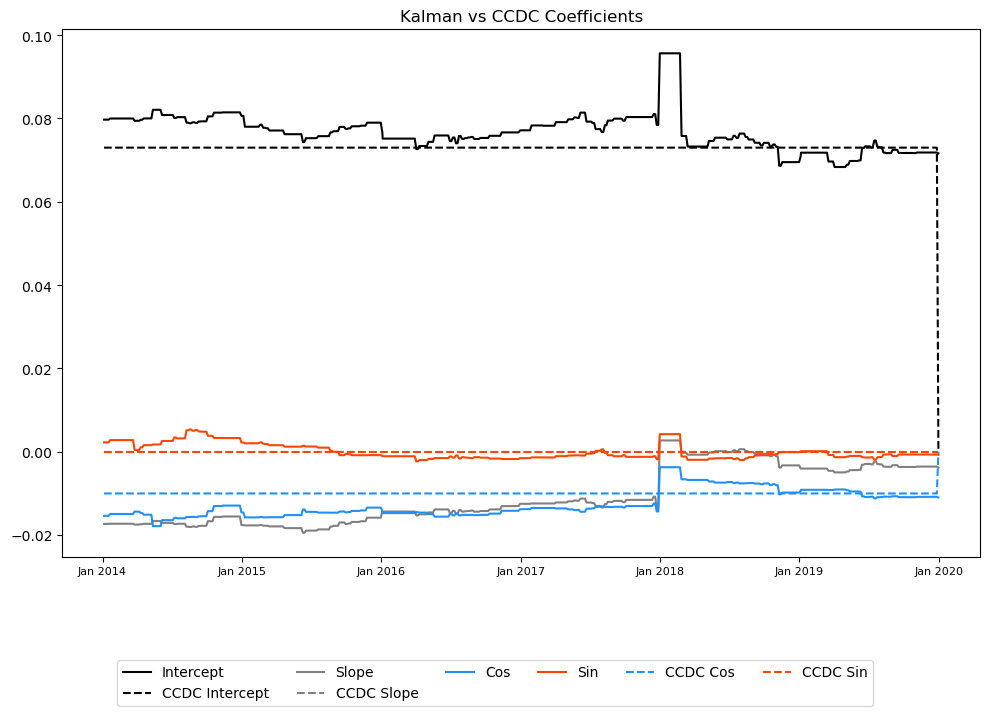 Kalman vs CCDC Coefficients
0.10
0.08
0.06
0.04
0.02
0.00
−0.02
Jan 2014 Jan 2015 Jan 2016 Jan 2017 Jan 2018 Jan 2019 Jan 2020
Intercept Slope Cos Sin CCDC Cos CCDC Sin
CCDC Intercept CCDC Slope